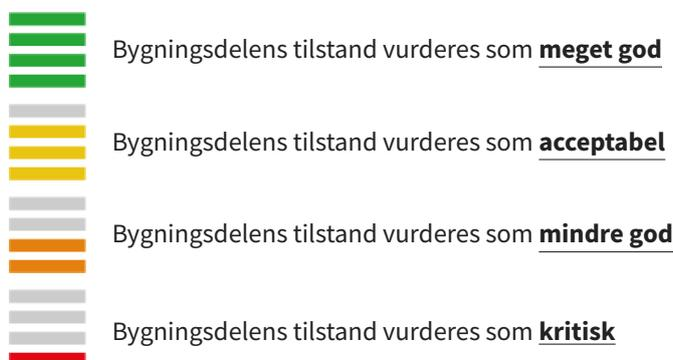 Bygningsdelens tilstand vurderes som meget god
Bygningsdelens tilstand vurderes som acceptabel
Bygningsdelens tilstand vurderes som mindre god
Bygningsdelens tilstand vurderes som kritisk